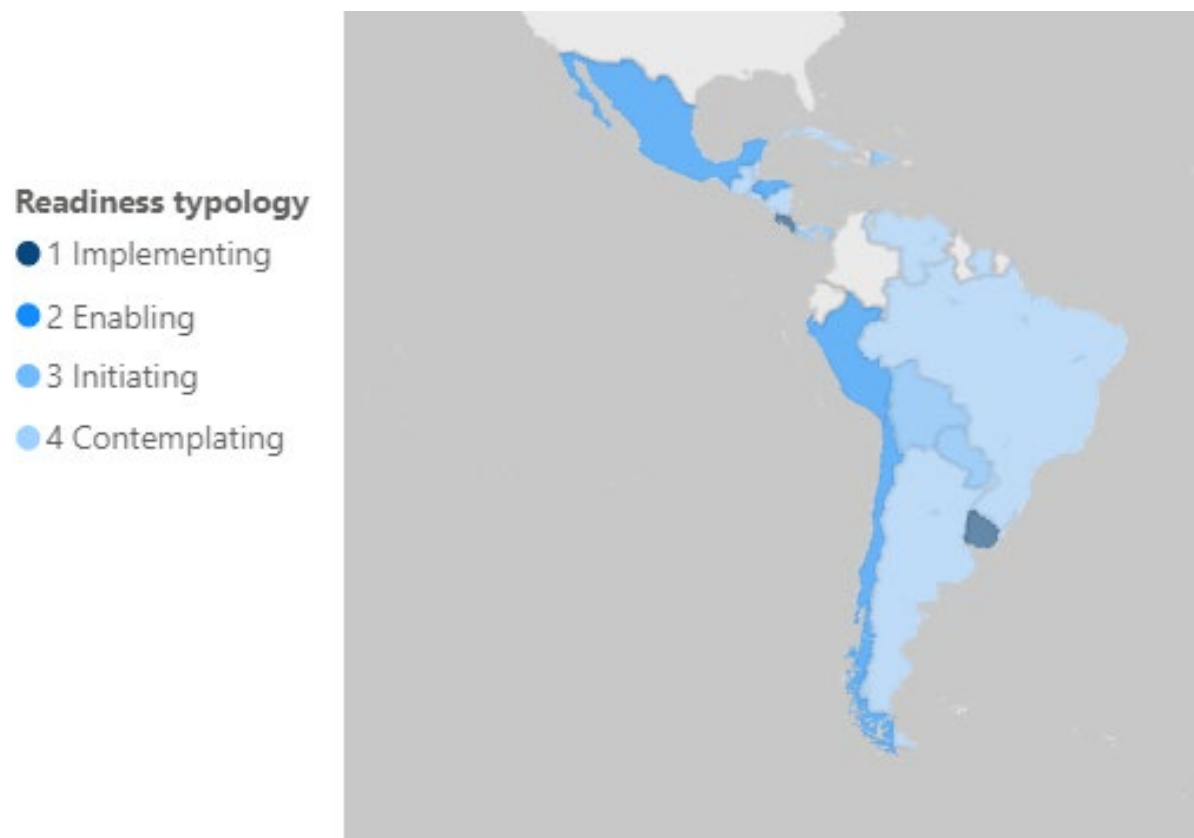 Readiness typology
1 Implementing
2 Enabling
3 Initiating
4 Contemplating